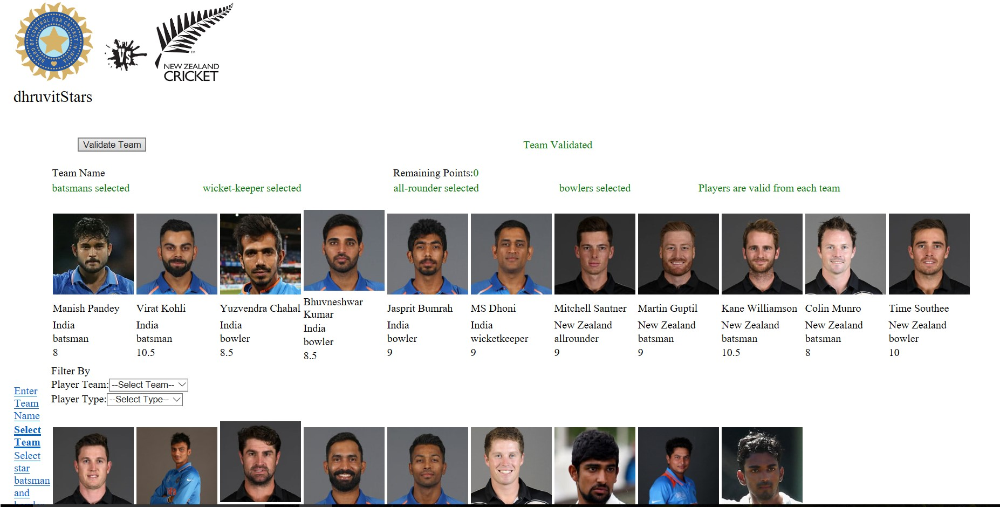 BOARD OF CONTROL FOR CRICKET IN INDIA
VS
NEW ZEALAND
CRICKET
TM
dhruvitStars
Validate Team
Team Validated
Team Name
Remaining Points:0
batsmans selected
wicket-keeper selected
all-rounder selected
bowlers selected
Players are valid from each team
Manish Pandey
India
batsman
8
Virat Kohli
India
batsman
10.5
Yuzvendra Chahal
India
bowler
8.5
Bhuvneshwar
Kumar
India
bowler
8.5
Jasprit Bumrah
India
bowler
9
MS Dhoni
India
wicketkeeper
9
Mitchell Santner
New Zealand
allrounder
9
Martin Guptil
New Zealand
batsman
9
Kane Williamson
New Zealand
batsman
10.5
Colin Munro
New Zealand
batsman
8
Time Southee
New Zealand
bowler
10
Filter By
Player Team:--Select Team--
Player Type:--Select Type--
Enter
Team
Name
Select
Team
Select
star
batsman
and
bowler